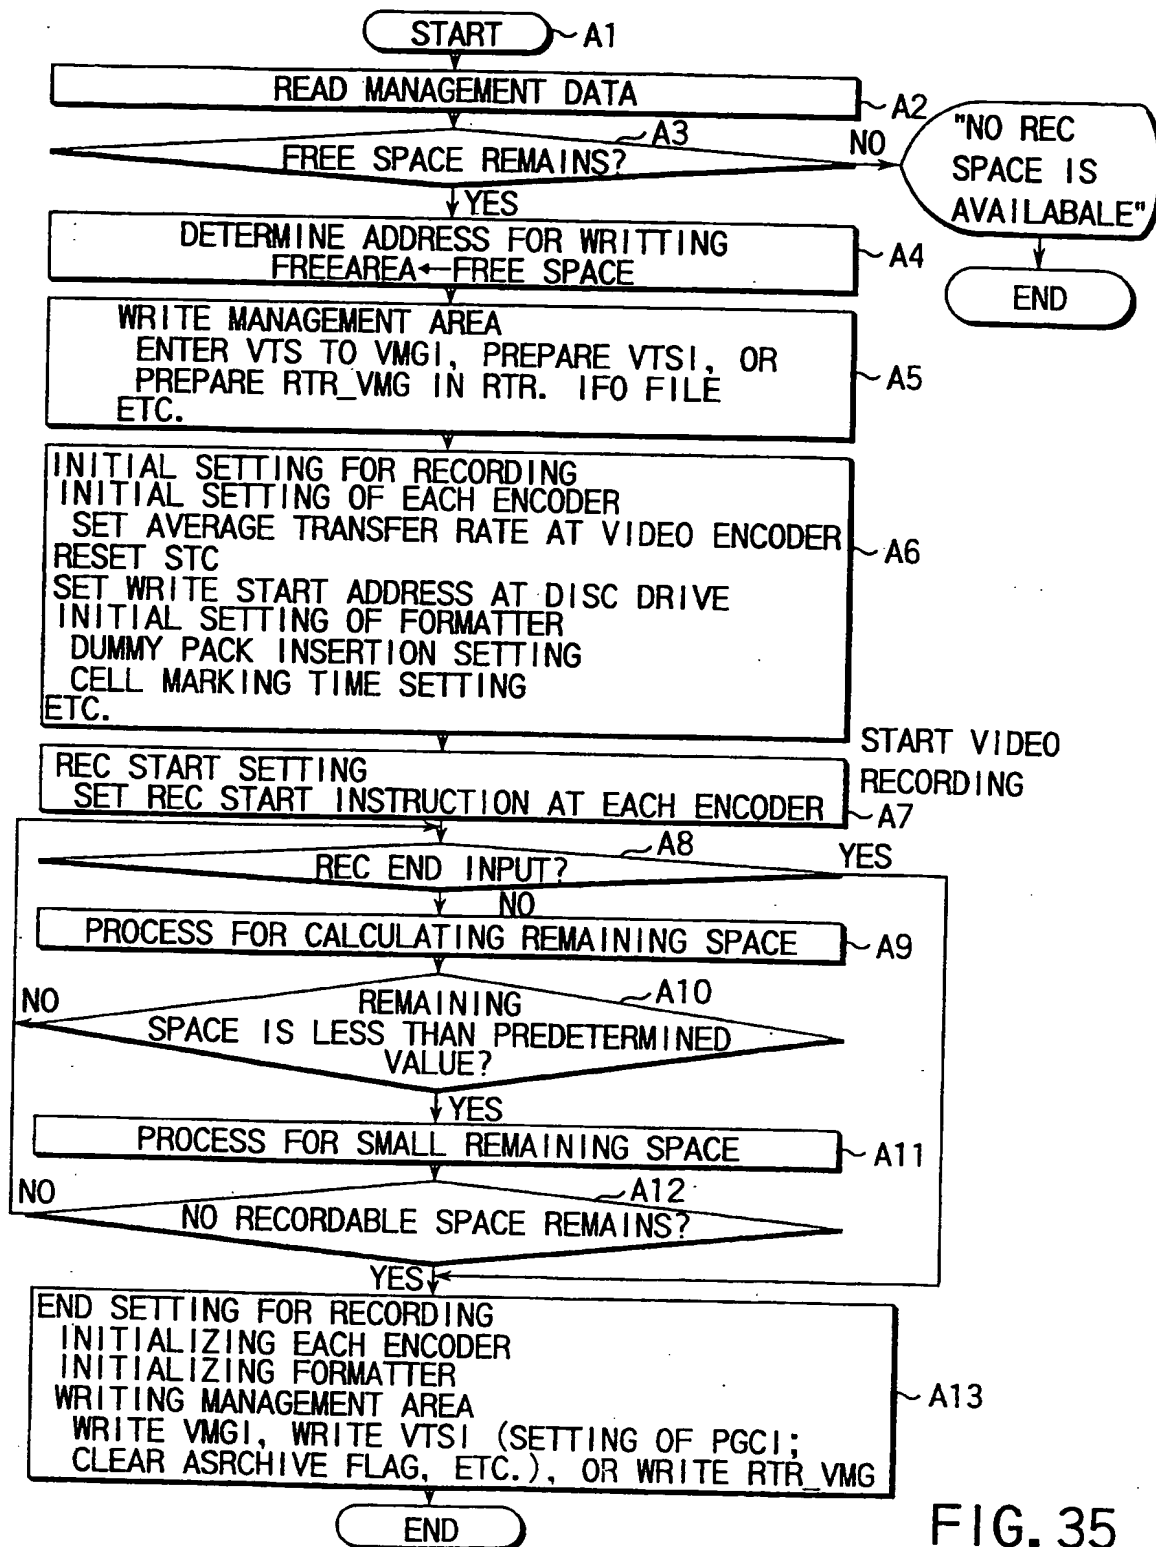 START
A1
READ MANAGEMENT DATA
A2
A3
FREE SPACE REMAINS?
NO
"NO REC
SPACE IS
AVAILABALE"
END
YES
DETERMINE ADDRESS FOR WRITTING
FREEAREA←FREE SPACE
A4
WRITE MANAGEMENT AREA
ENTER VTS TO VMGI, PREPARE VTSI, OR
PREPARE RTR_VMG IN RTR. IFO FILE
ETC.
A5
INITIAL SETTING FOR RECORDING
INITIAL SETTING OF EACH ENCODER
SET AVERAGE TRANSFER RATE AT VIDEO ENCODER
RESET STC
SET WRITE START ADDRESS AT DISC DRIVE
INITIAL SETTING OF FORMATTER
DUMMY PACK INSERTION SETTING
CELL MARKING TIME SETTING
ETC.
A6
START VIDEO
RECORDING
REC START SETTING
SET REC START INSTRUCTION AT EACH ENCODER
A7
A8
REC END INPUT?
YES
NO
PROCESS FOR CALCULATING REMAINING SPACE
A9
A10
NO
REMAINING
SPACE IS LESS THAN PREDETERMINED
VALUE?
YES
PROCESS FOR SMALL REMAINING SPACE
A11
A12
NO
NO RECORDABLE SPACE REMAINS?
YES
END SETTING FOR RECORDING
INITIALIZING EACH ENCODER
INITIALIZING FORMATTER
WRITING MANAGEMENT AREA
WRITE VMGI, WRITE VTSI (SETTING OF PGCI;
CLEAR ASRCHIVE FLAG, ETC.), OR WRITE RTR_VMG
A13
END
FIG. 35